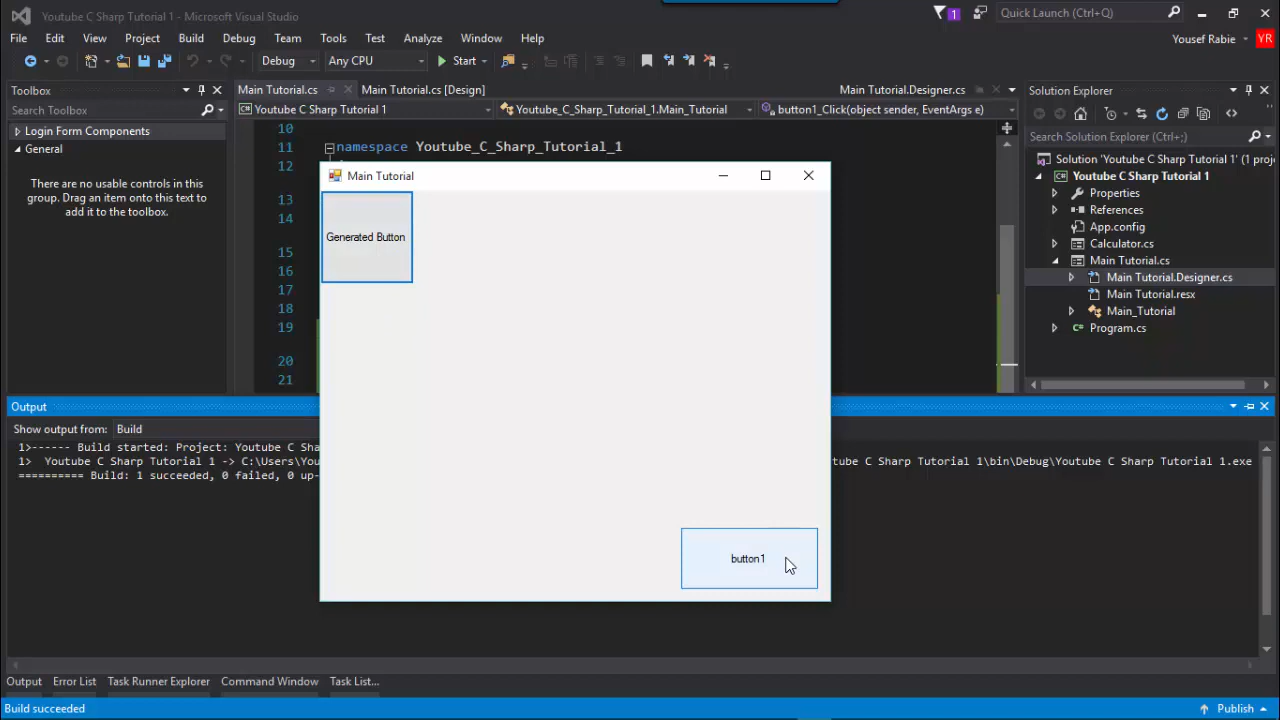 Youtube C Sharp Tutorial 1 - Microsoft Visual Studio
1
Quick Launch (Ctrl+Q)
File Edit View Project Build Debug Team Tools Test Analyze Window Help
Yousef Rabie YR
Debug Any CPU Start
Toolbox
Search Toolbox
Login Form Components
General
There are no usable controls in this
group. Drag an item onto this text to
add it to the toolbox.
Main Tutorial.cs Main Tutorial.cs [Design] Main Tutorial.Designer.cs
Youtube C Sharp Tutorial 1 Youtube_C_Sharp_Tutorial_1.Main_Tutorial button1_Click(object sender, EventArgs e)
10
11 namespace Youtube_C_Sharp_Tutorial_1
12
13
14
15
16
17
18
19
20
21
Main Tutorial
Generated Button
button1
Solution Explorer
Search Solution Explorer (Ctrl+;)
Solution 'Youtube C Sharp Tutorial 1' (1 proj
Youtube C Sharp Tutorial 1
Properties
References
App.config
Calculator.cs
Main Tutorial.cs
Main Tutorial.Designer.cs
Main Tutorial.resx
Main_Tutorial
Program.cs
Output
Show output from: Build
1>------ Build started: Project: Youtube C Sha
1> Youtube C Sharp Tutorial 1 -> C:\Users\You tube C Sharp Tutorial 1\bin\Debug\Youtube C Sharp Tutorial 1.exe
========== Build: 1 succeeded, 0 failed, 0 up-
Output Error List Task Runner Explorer Command Window Task List...
Build succeeded
Publish